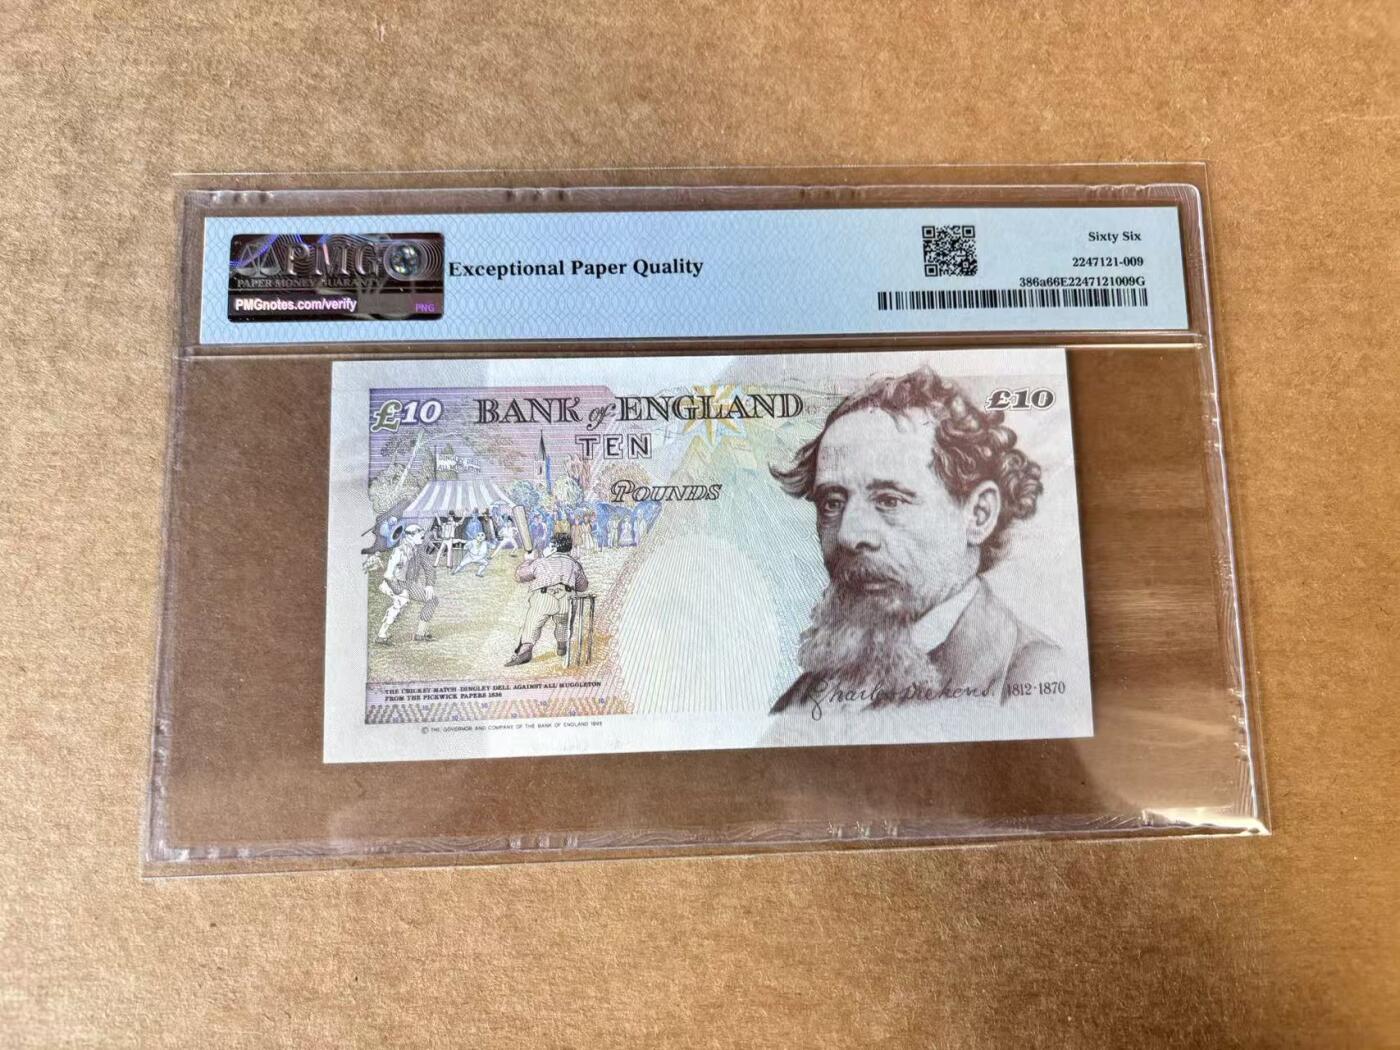 PMG
PAPER MONEY GUARANTY
PMGnotes.com/verify
PNG
Exceptional Paper Quality
Sixty Six
2247121-009
386a66E2247121009G
£10
BANK of ENGLAND
£10
TEN
POUNDS
THE CRICKET MATCH DINGLEY DELL AGAINST ALL MUGGLETON
FROM THE PICKWICK PAPERS 1836
Charles Dickens. 1812-1870
© THE GOVERNOR AND COMPANY OF THE BANK OF ENGLAND 1993